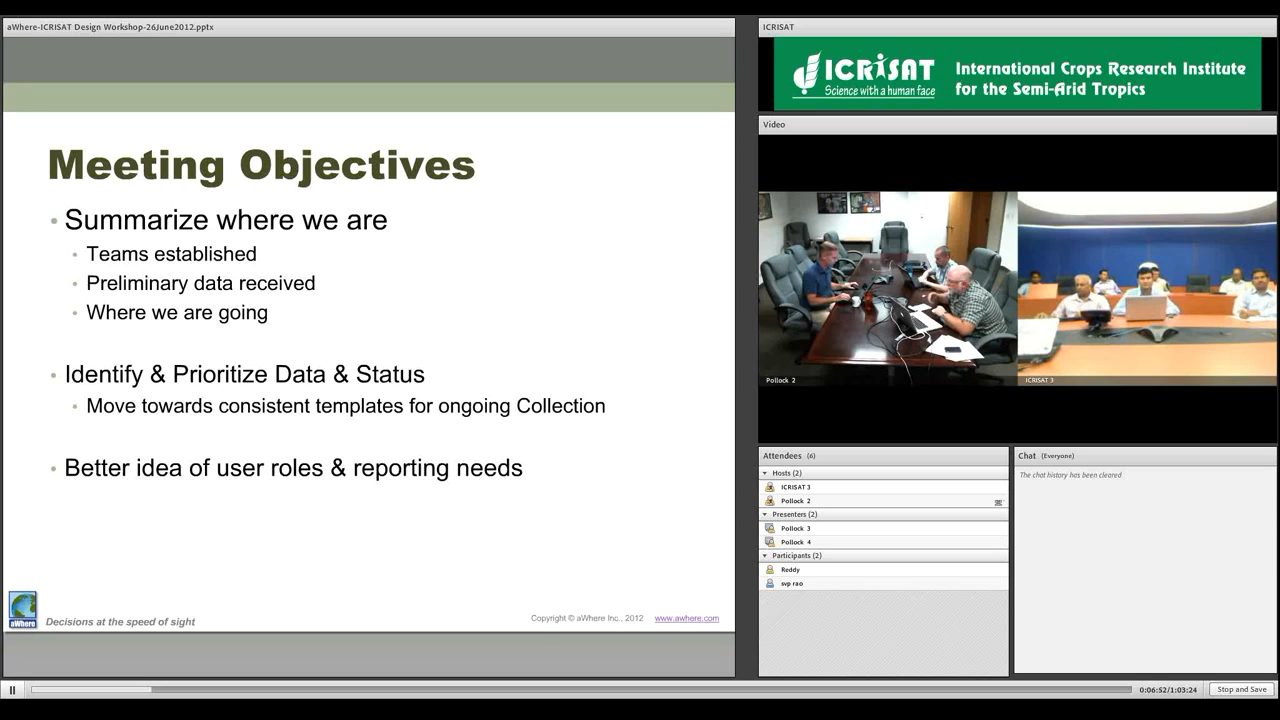 aWhere-ICRISAT Design Workshop-26June2012.pptx
Meeting Objectives
Summarize where we are
Teams established
Preliminary data received
Where we are going
Identify & Prioritize Data & Status
Move towards consistent templates for ongoing Collection
Better idea of user roles & reporting needs
aWhere
Decisions at the speed of sight
Copyright © aWhere Inc., 2012 www.awhere.com
ICRISAT
ICRISAT
Science with a human face
International Crops Research Institute
for the Semi-Arid Tropics
Video
Pollock 2
ICRISAT 3
Attendees (6)
Hosts (2)
ICRISAT 3
Pollock 2
Presenters (2)
Pollock 3
Pollock 4
Participants (2)
Reddy
svp rao
Chat (Everyone)
The chat history has been cleared
0:06:52/1:03:24
Stop and Save